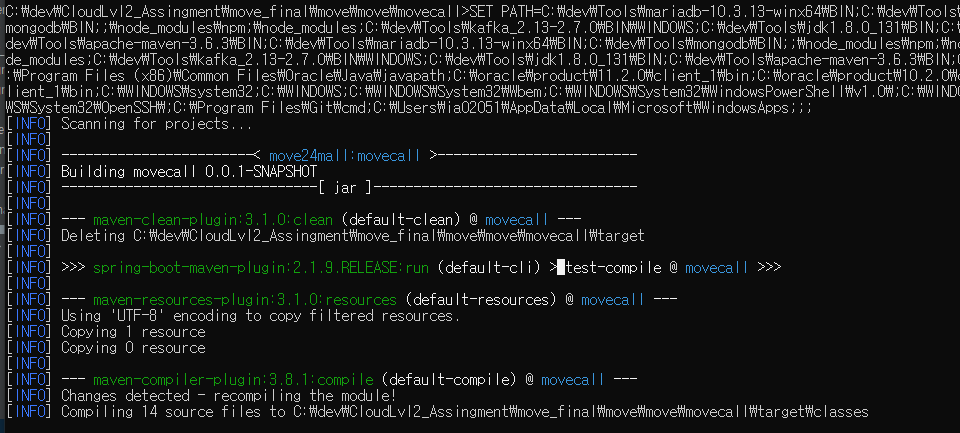 C:₩dev₩CloudLvl2_Assingment₩move_final₩move₩move₩movecall>SET PATH=C:₩dev₩Tools₩mariadb-10.3.13-winx64₩BIN;C:₩dev₩Tools₩
mongodb₩BIN;;₩node_modules₩npm;₩node_modules;C:₩dev₩Tools₩kafka_2.13-2.7.0₩BIN₩WINDOWS;C:₩dev₩Tools₩jdk1.8.0_131₩BIN;C:₩
dev₩Tools₩apache-maven-3.6.3₩BIN;C:₩dev₩Tools₩mariadb-10.3.13-winx64₩BIN;C:₩dev₩Tools₩mongodb₩BIN;;₩node_modules₩npm;₩no
de_modules;C:₩dev₩Tools₩kafka_2.13-2.7.0₩BIN₩WINDOWS;C:₩dev₩Tools₩jdk1.8.0_131₩BIN;C:₩dev₩Tools₩apache-maven-3.6.3₩BIN;C
:₩Program Files (x86)₩Common Files₩Oracle₩Java₩javapath;C:₩oracle₩product₩11.2.0₩client_1₩bin;C:₩oracle₩product₩10.2.0₩c
lient_1₩bin;C:₩WINDOWS₩system32;C:₩WINDOWS;C:₩WINDOWS₩System32₩Wbem;C:₩WINDOWS₩System32₩WindowsPowerShell₩v1.0₩;C:₩WINDO
WS₩System32₩OpenSSH₩;C:₩Program Files₩Git₩cmd;C:₩Users₩ia02051₩AppData₩Local₩Microsoft₩WindowsApps;;;
[INFO] Scanning for projects...
[INFO]
[INFO] ------------------------< move24mall:movecall >-------------------------
[INFO] Building movecall 0.0.1-SNAPSHOT
[INFO] --------------------------------[ jar ]---------------------------------
[INFO]
[INFO] --- maven-clean-plugin:3.1.0:clean (default-clean) @ movecall ---
[INFO] Deleting C:₩dev₩CloudLvl2_Assingment₩move_final₩move₩move₩movecall₩target
[INFO]
[INFO] >>> spring-boot-maven-plugin:2.1.9.RELEASE:run (default-cli) > test-compile @ movecall >>>
[INFO]
[INFO] --- maven-resources-plugin:3.1.0:resources (default-resources) @ movecall ---
[INFO] Using 'UTF-8' encoding to copy filtered resources.
[INFO] Copying 1 resource
[INFO] Copying 0 resource
[INFO]
[INFO] --- maven-compiler-plugin:3.8.1:compile (default-compile) @ movecall ---
[INFO] Changes detected - recompiling the module!
[INFO] Compiling 14 source files to C:₩dev₩CloudLvl2_Assingment₩move_final₩move₩move₩movecall₩target₩classes